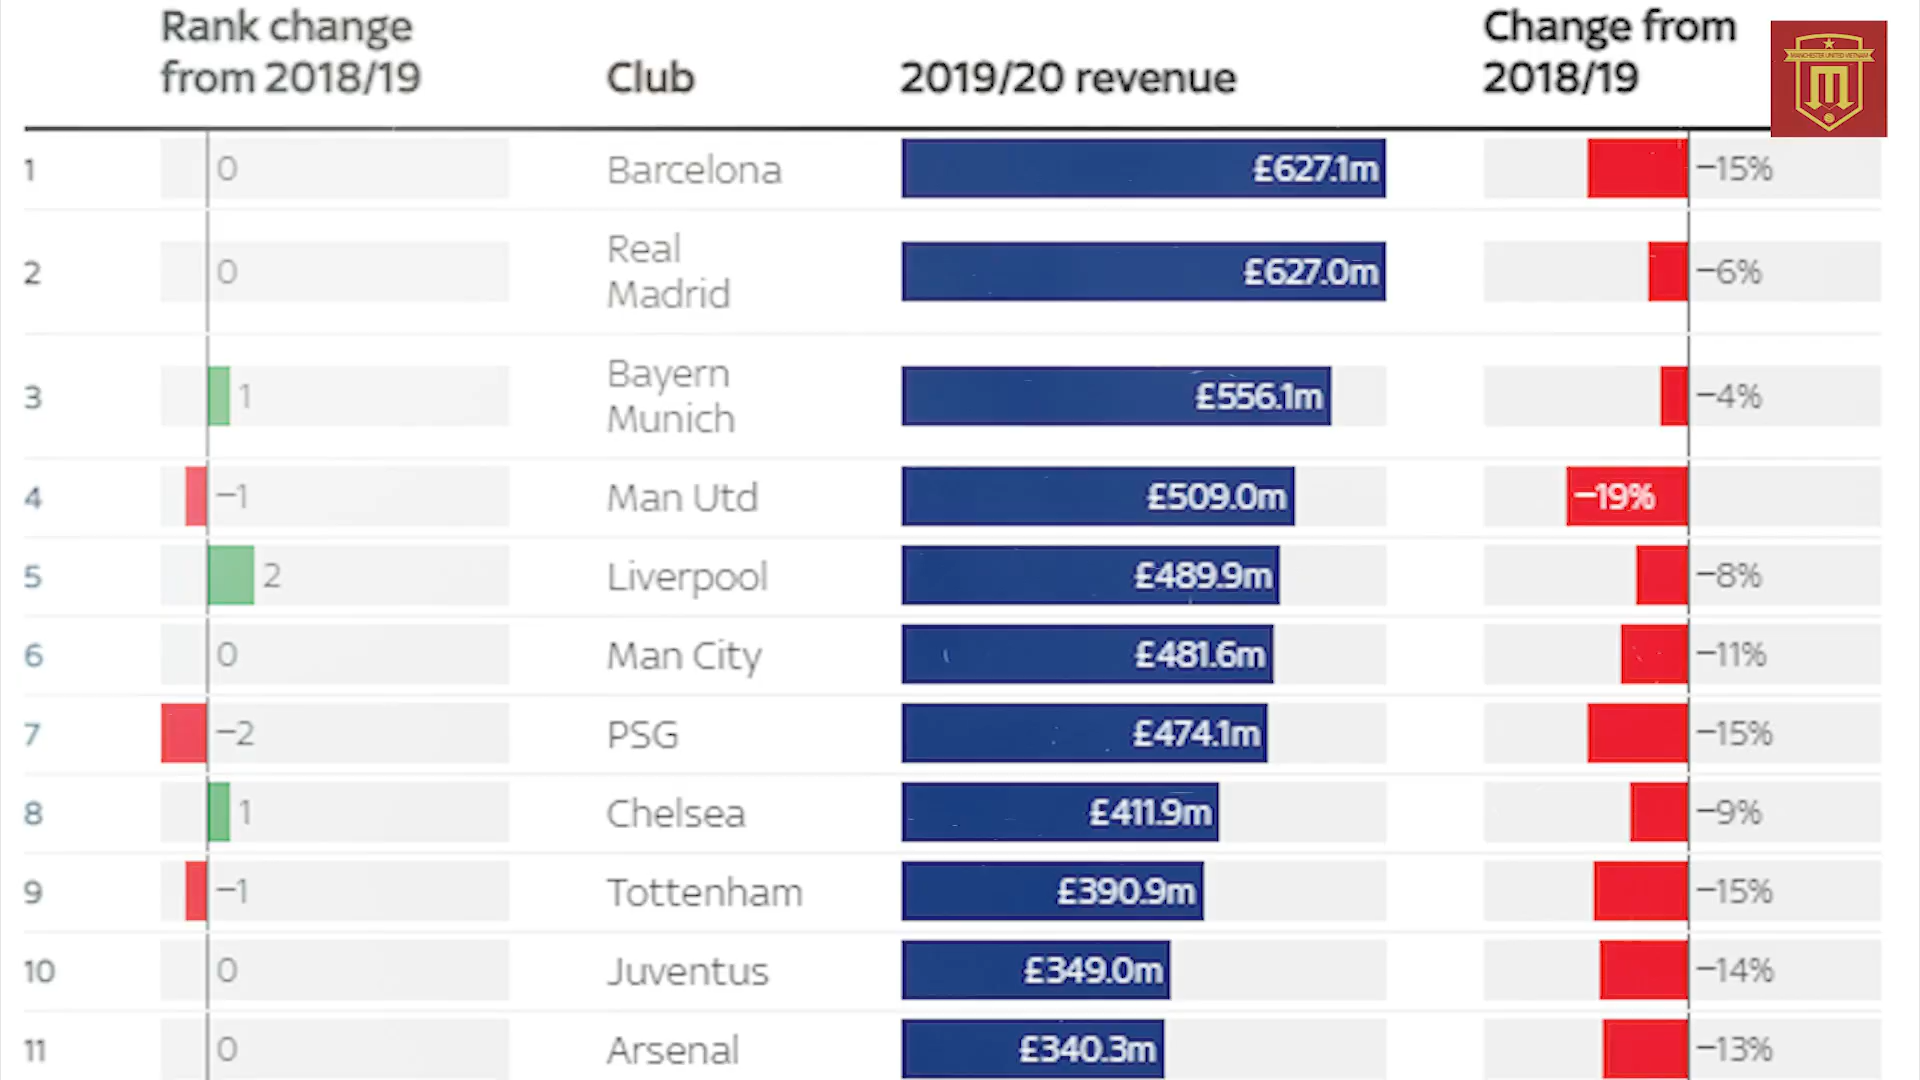 Rank change
from 2018/19
Club
2019/20 revenue
Change from
2018/19
MANCHESTER UNITED VIETNAM
M
1 0 Barcelona £627.1m −15%
2 0 Real
Madrid £627.0m −6%
3 1 Bayern
Munich £556.1m −4%
4 −1 Man Utd £509.0m −19%
5 2 Liverpool £489.9m −8%
6 0 Man City £481.6m −11%
7 −2 PSG £474.1m −15%
8 1 Chelsea £411.9m −9%
9 −1 Tottenham £390.9m −15%
10 0 Juventus £349.0m −14%
11 0 Arsenal £340.3m −13%